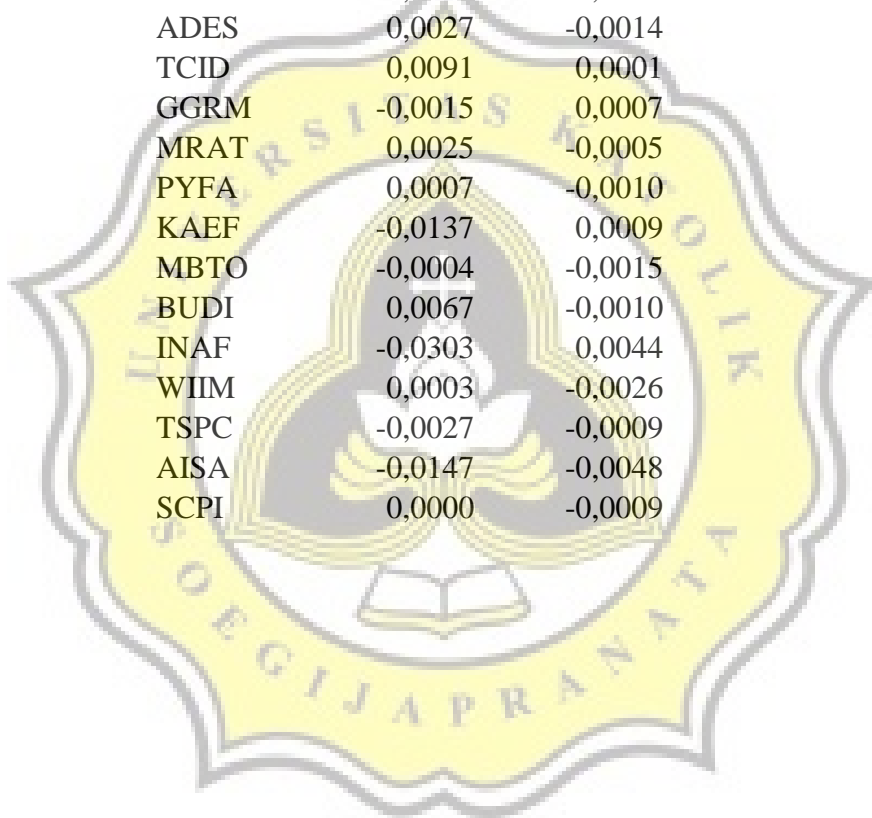 ADES 0,0027 -0,0014
TCID 0,0091 0,0001
GGRM -0,0015 0,0007
MRAT 0,0025 -0,0005
PYFA 0,0007 -0,0010
KAEF -0,0137 0,0009
MBTO -0,0004 -0,0015
BUDI 0,0067 -0,0010
INAF -0,0303 0,0044
WIIM 0,0003 -0,0026
TSPC -0,0027 -0,0009
AISA -0,0147 -0,0048
SCPI 0,0000 -0,0009
UNIVERSITAS KATOLIK
SOEGIJAPRANATA